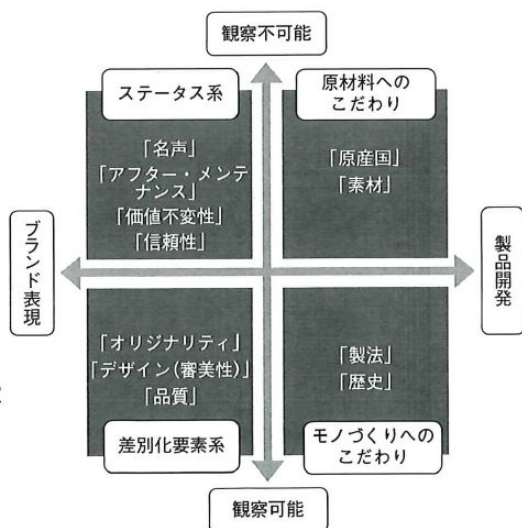 観察不可能
ステータス系
「名声」
「アフター・メンテ
ナンス」
「価値不変性」
「信頼性」
原材料への
こだわり
「原産国」
「素材」
ブランド表現
製品開発
「オリジナリティ」
「デザイン(審美性)」
「品質」
差別化要素系
「製法」
「歴史」
モノづくりへの
こだわり
観察可能